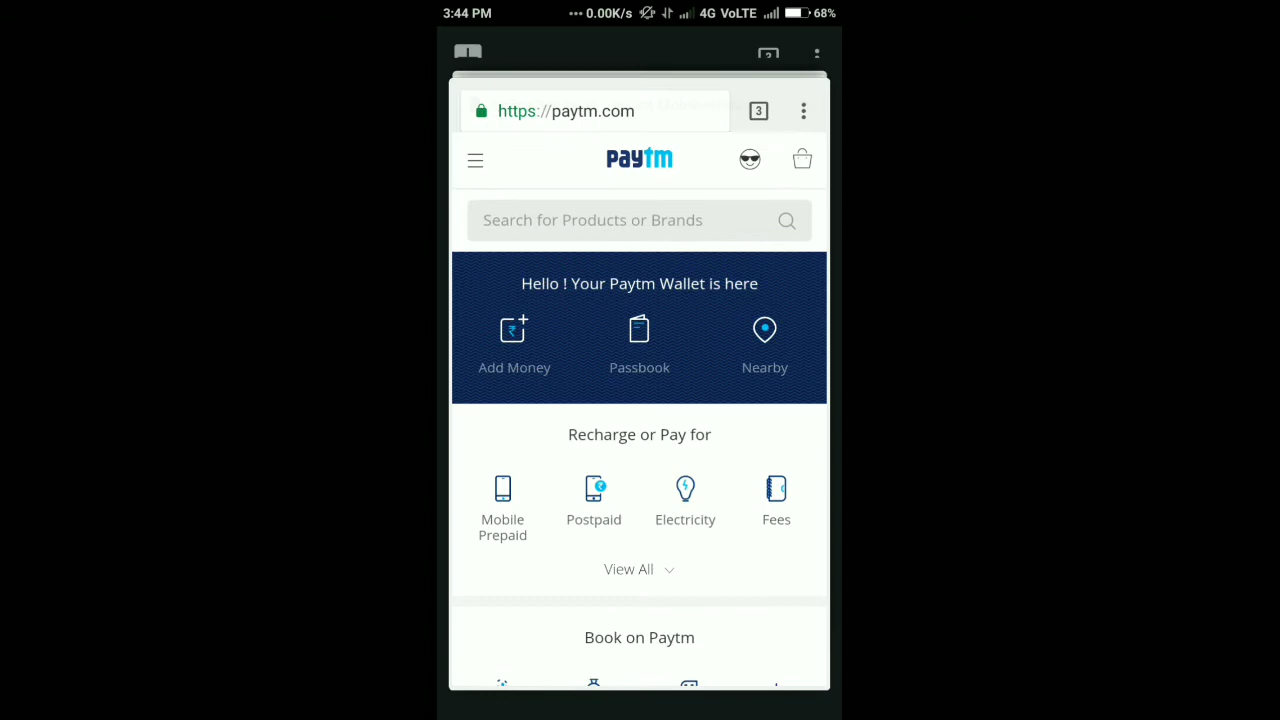 3:44 PM ... 0.00K/s 4G VoLTE 68%
https://paytm.com 3
paytm
Search for Products or Brands
Hello ! Your Paytm Wallet is here
Add Money Passbook Nearby
Recharge or Pay for
Mobile Prepaid Postpaid Electricity Fees
View All
Book on Paytm